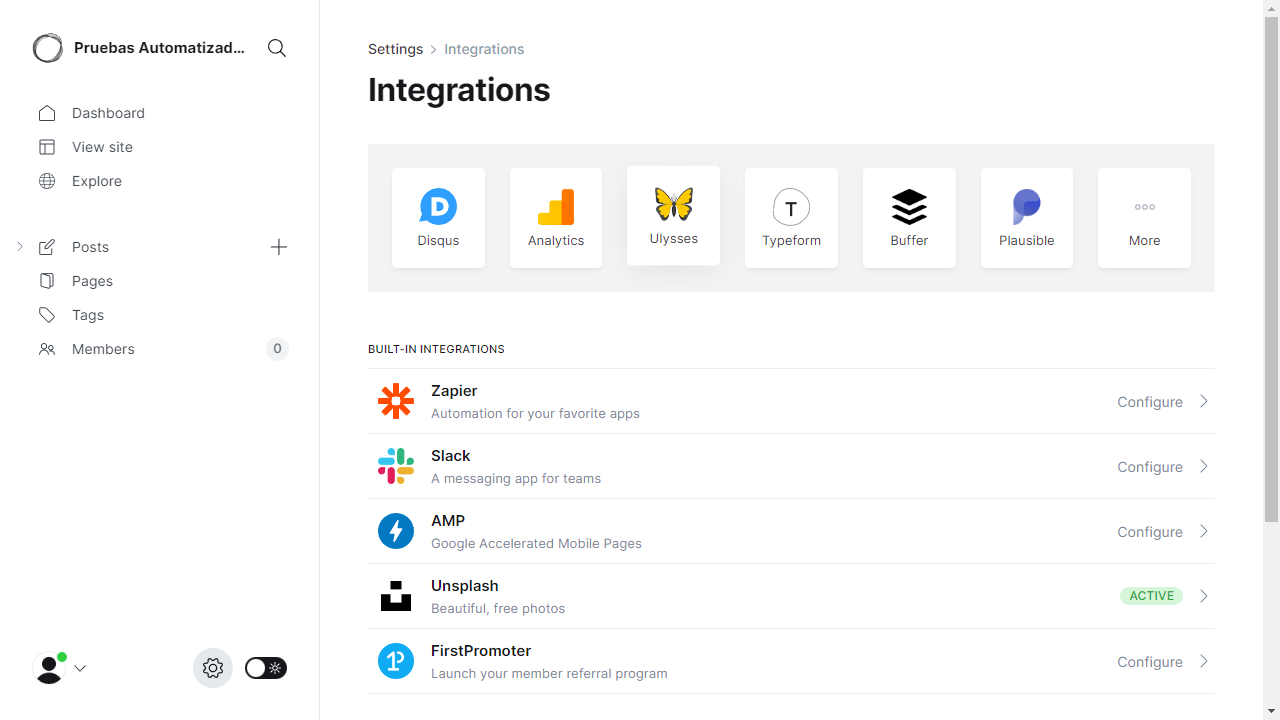 Pruebas Automatizad...
Dashboard
View site
Explore
Posts
Pages
Tags
Members
0
Settings
Integrations
Integrations
Disqus
Analytics
Ulysses
T
Typeform
Buffer
Plausible
More
BUILT-IN INTEGRATIONS
Zapier
Automation for your favorite apps
Configure
Slack
A messaging app for teams
Configure
AMP
Google Accelerated Mobile Pages
Configure
Unsplash
Beautiful, free photos
ACTIVE
FirstPromoter
Launch your member referral program
Configure